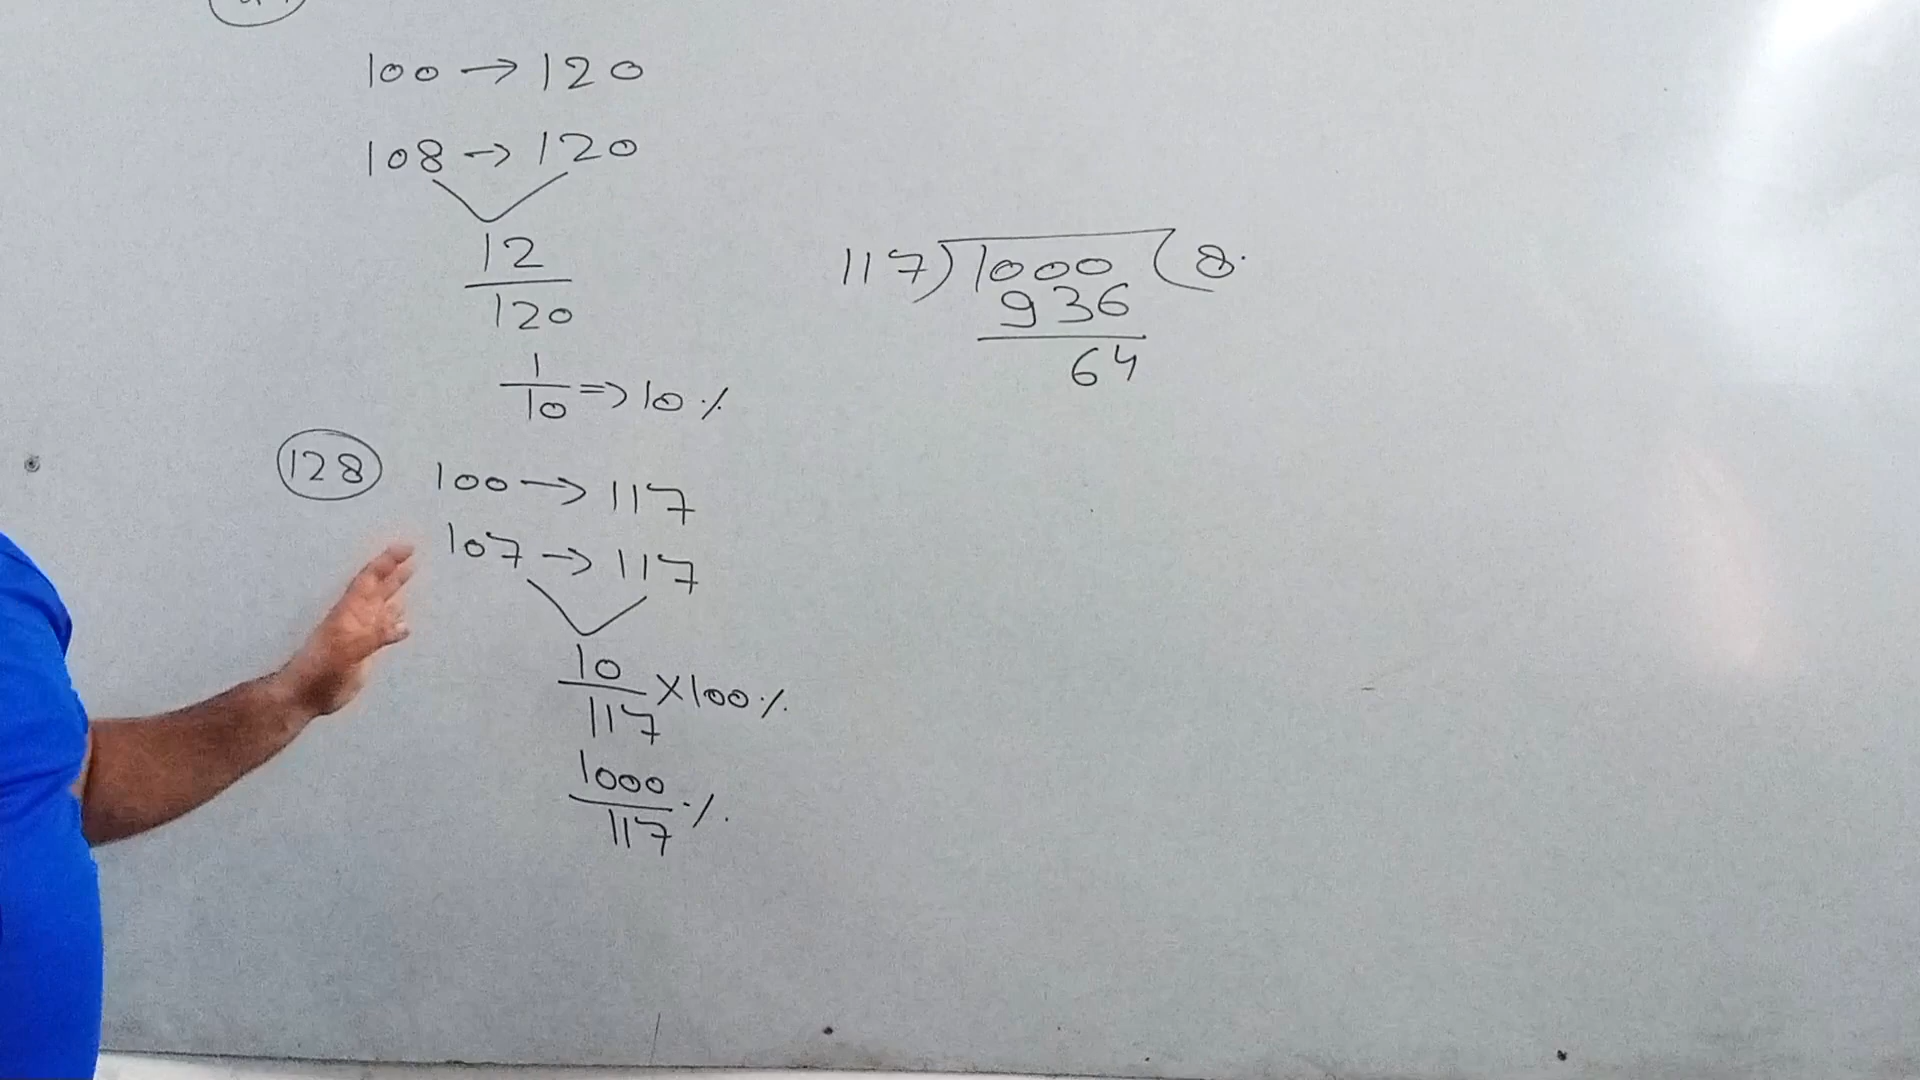 100 → 120
108 → 120
12
120
1
10 ⇒ 10 %
117 ) 1000 ( 8.
936
64
128
100 → 117
107 → 117
10
117 × 100 %
1000
117 %